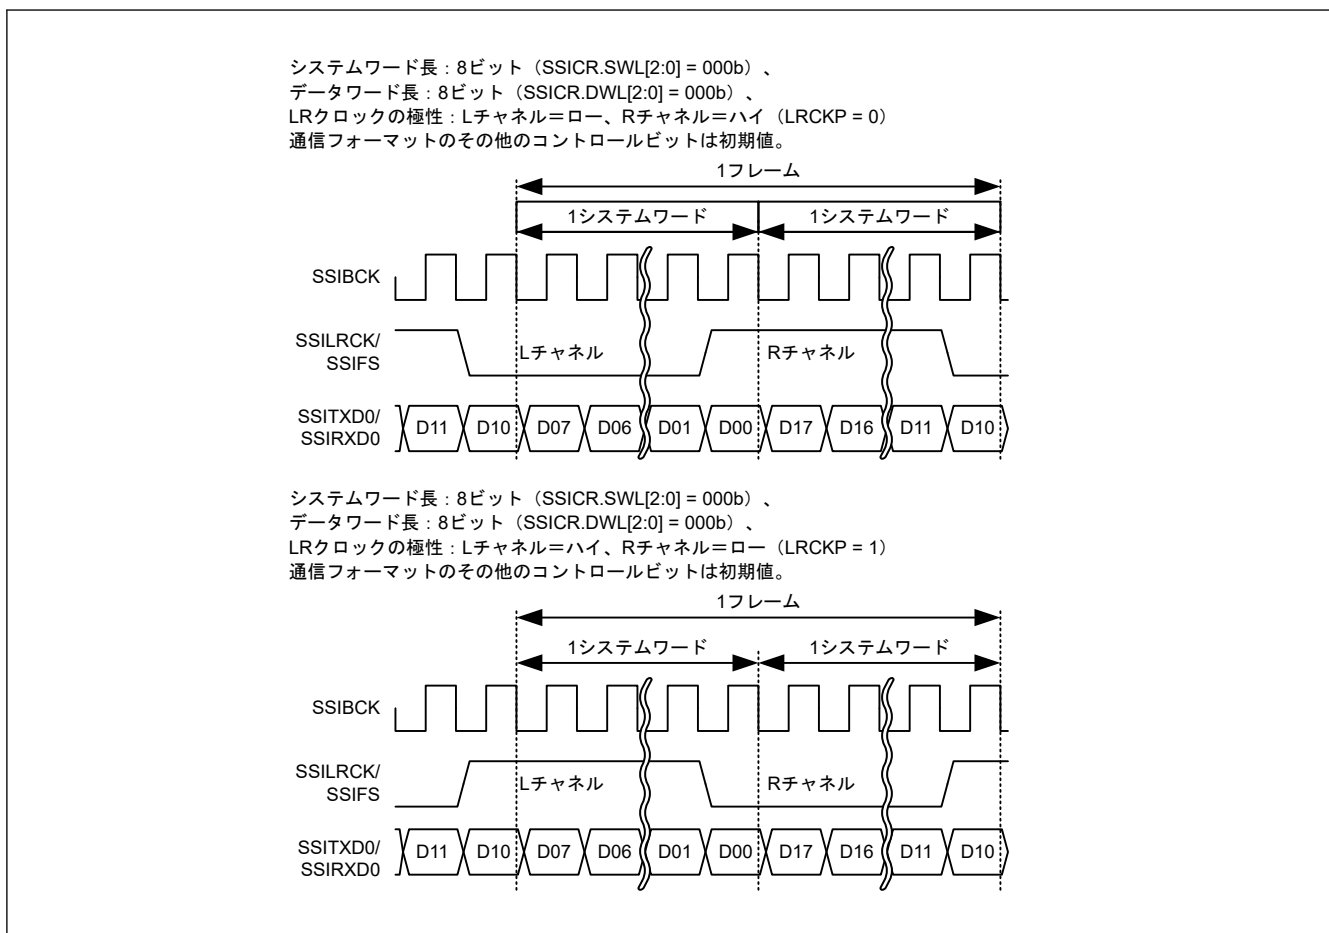 システムワード長：8ビット（SSICR.SWL[2:0] = 000b）、
データワード長：8ビット（SSICR.DWL[2:0] = 000b）、
LRクロックの極性：Lチャネル＝ロー、Rチャネル＝ハイ（LRCKP = 0）
通信フォーマットのその他のコントロールビットは初期値。
1フレーム
1システムワード 1システムワード
SSIBCK
SSILRCK/
SSIFS
Lチャネル Rチャネル
SSITXD0/
SSIRXD0
D11 D10 D07 D06 D01 D00 D17 D16 D11 D10
システムワード長：8ビット（SSICR.SWL[2:0] = 000b）、
データワード長：8ビット（SSICR.DWL[2:0] = 000b）、
LRクロックの極性：Lチャネル＝ハイ、Rチャネル＝ロー（LRCKP = 1）
通信フォーマットのその他のコントロールビットは初期値。
1フレーム
1システムワード 1システムワード
SSIBCK
SSILRCK/
SSIFS
Lチャネル Rチャネル
SSITXD0/
SSIRXD0
D11 D10 D07 D06 D01 D00 D17 D16 D11 D10